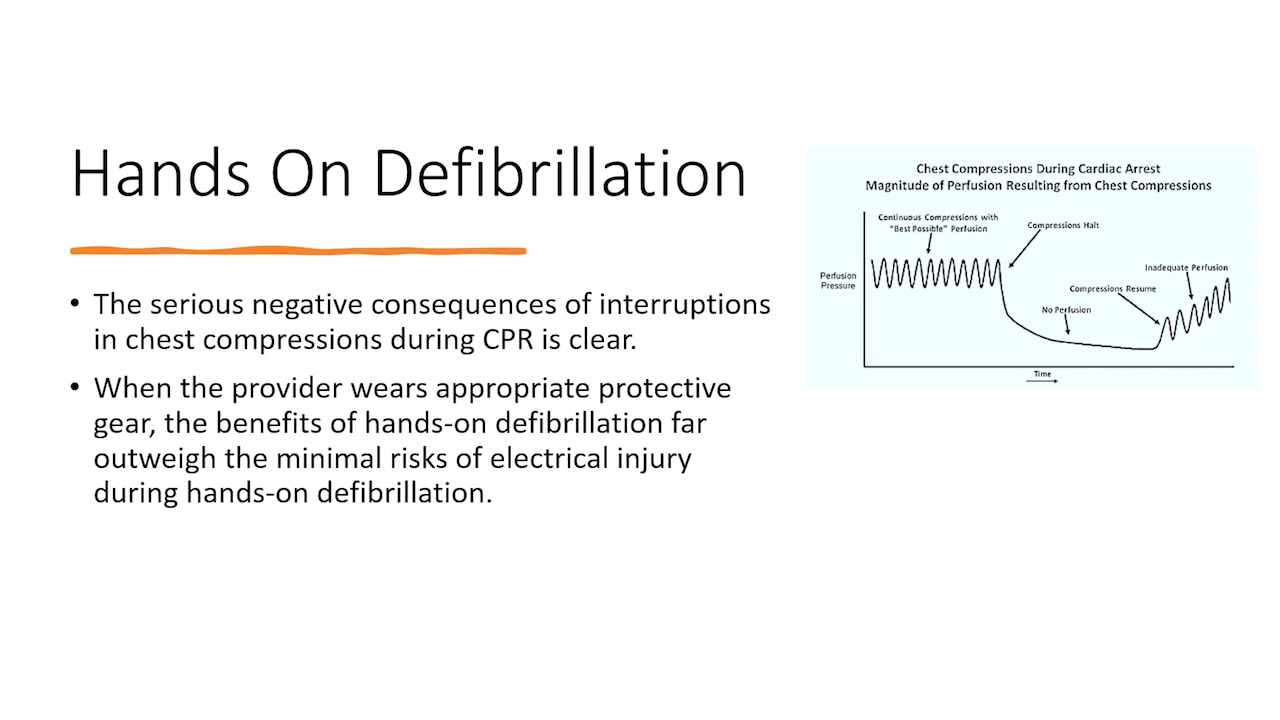 Hands On Defibrillation
• The serious negative consequences of interruptions
in chest compressions during CPR is clear.
• When the provider wears appropriate protective
gear, the benefits of hands-on defibrillation far
outweigh the minimal risks of electrical injury
during hands-on defibrillation.
Chest Compressions During Cardiac Arrest
Magnitude of Perfusion Resulting from Chest Compressions
Continuous Compressions with
"Best Possible" Perfusion
Compressions Halt
Inadequate Perfusion
Perfusion
Pressure
Compressions Resume
No Perfusion
Time